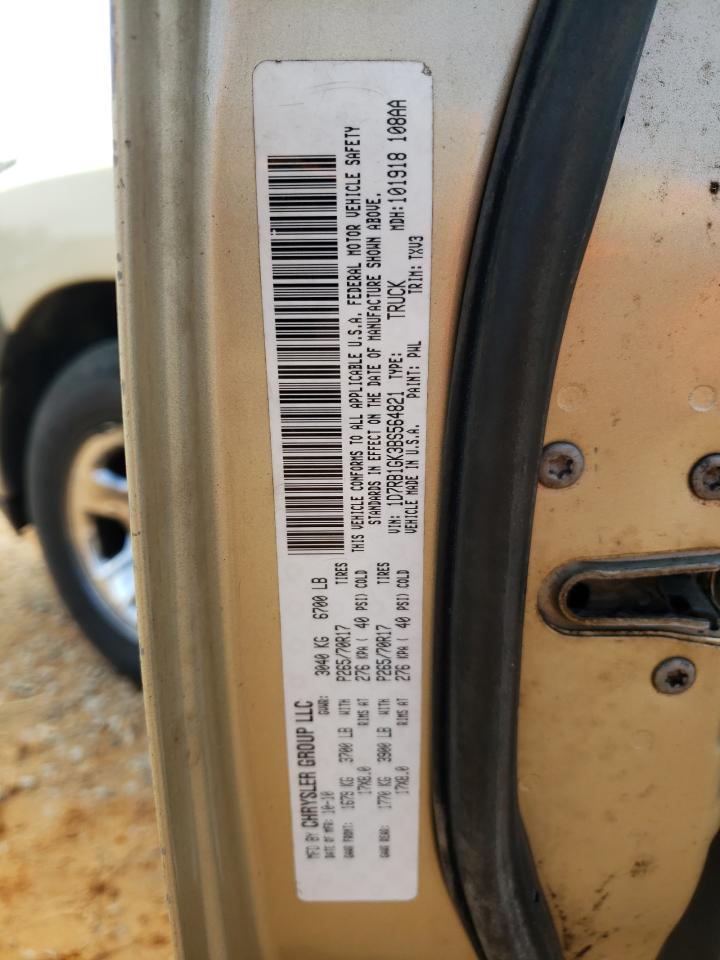 MFD BY CHRYSLER GROUP LLC
DATE OF MFR: 10-10 GVWR: 3040 KG 6700 LB
GAWR FRONT: 1679 KG 3700 LB WITH P265/70R17 TIRES
17X8.0 RIMS AT 276 KPA ( 40 PSI) COLD
GAWR REAR: 1770 KG 3900 LB WITH P265/70R17 TIRES
17X8.0 RIMS AT 276 KPA ( 40 PSI) COLD
THIS VEHICLE CONFORMS TO ALL APPLICABLE U.S.A. FEDERAL MOTOR VEHICLE SAFETY
STANDARDS IN EFFECT ON THE DATE OF MANUFACTURE SHOWN ABOVE.
VIN: 1D7RB1GK3BS564821 TYPE: TRUCK MDH:101918 108AA
VEHICLE MADE IN U.S.A. PAINT: PWL TRIM: TXV3